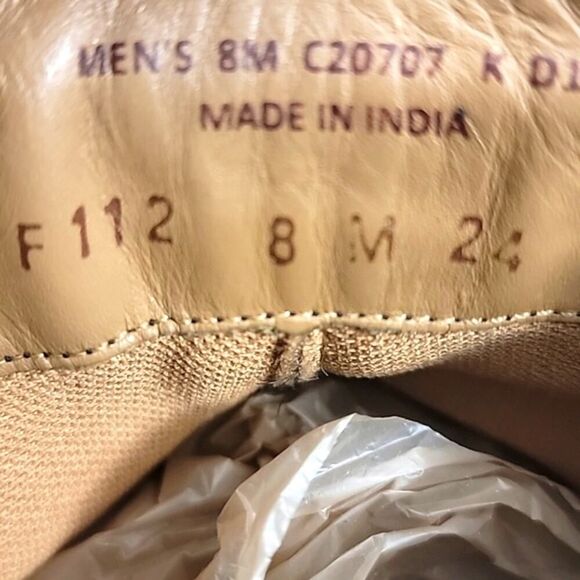 MEN'S 8M C20707 K D1
MADE IN INDIA
F 112 8 M 24